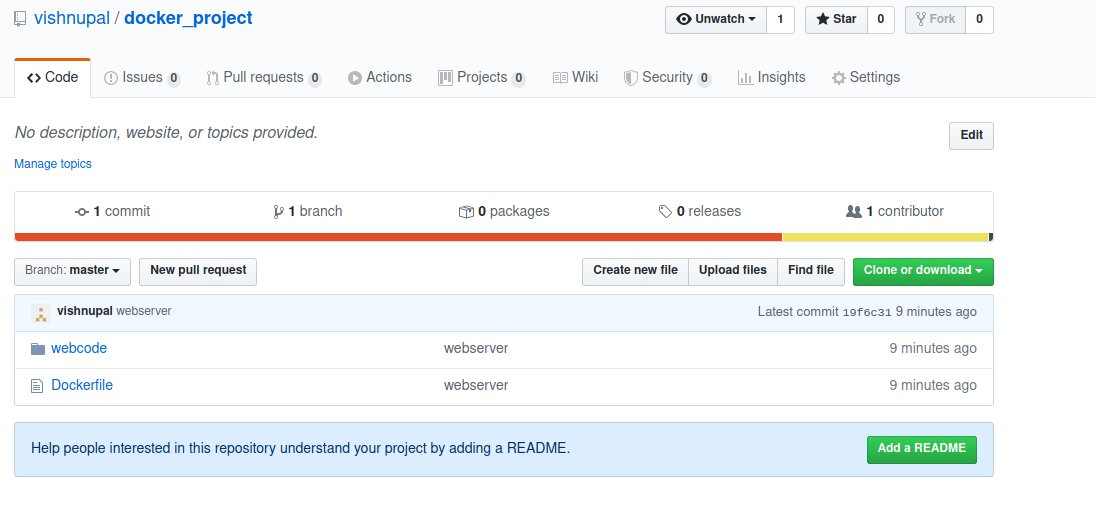 vishnupal / docker_project Unwatch 1 Star 0 Fork 0
Code Issues 0 Pull requests 0 Actions Projects 0 Wiki Security 0 Insights Settings
No description, website, or topics provided. Edit
Manage topics
1 commit 1 branch 0 packages 0 releases 1 contributor
Branch: master New pull request Create new file Upload files Find file Clone or download
vishnupal webserver Latest commit 19f6c31 9 minutes ago
webcode webserver 9 minutes ago
Dockerfile webserver 9 minutes ago
Help people interested in this repository understand your project by adding a README. Add a README